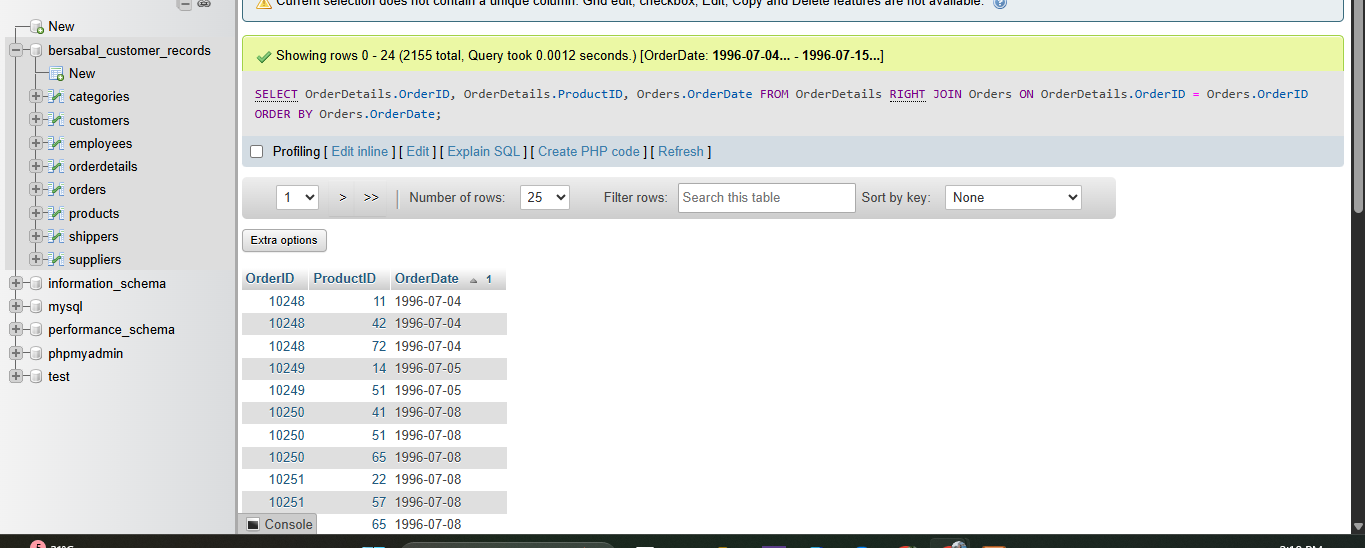 Current selection does not contain a unique column. Grid edit, checkbox, Edit, Copy and Delete features are not available.
New
bersabal_customer_records
New
categories
customers
employees
orderdetails
orders
products
shippers
suppliers
information_schema
mysql
performance_schema
phpmyadmin
test
Showing rows 0 - 24 (2155 total, Query took 0.0012 seconds.) [OrderDate: 1996-07-04... - 1996-07-15...]
SELECT OrderDetails.OrderID, OrderDetails.ProductID, Orders.OrderDate FROM OrderDetails RIGHT JOIN Orders ON OrderDetails.OrderID = Orders.OrderID
ORDER BY Orders.OrderDate;
Profiling [ Edit inline ] [ Edit ] [ Explain SQL ] [ Create PHP code ] [ Refresh ]
1 > >> | Number of rows: 25 Filter rows: Search this table Sort by key: None
Extra options
OrderID ProductID OrderDate 1
10248 11 1996-07-04
10248 42 1996-07-04
10248 72 1996-07-04
10249 14 1996-07-05
10249 51 1996-07-05
10250 41 1996-07-08
10250 51 1996-07-08
10250 65 1996-07-08
10251 22 1996-07-08
10251 57 1996-07-08
Console 65 1996-07-08